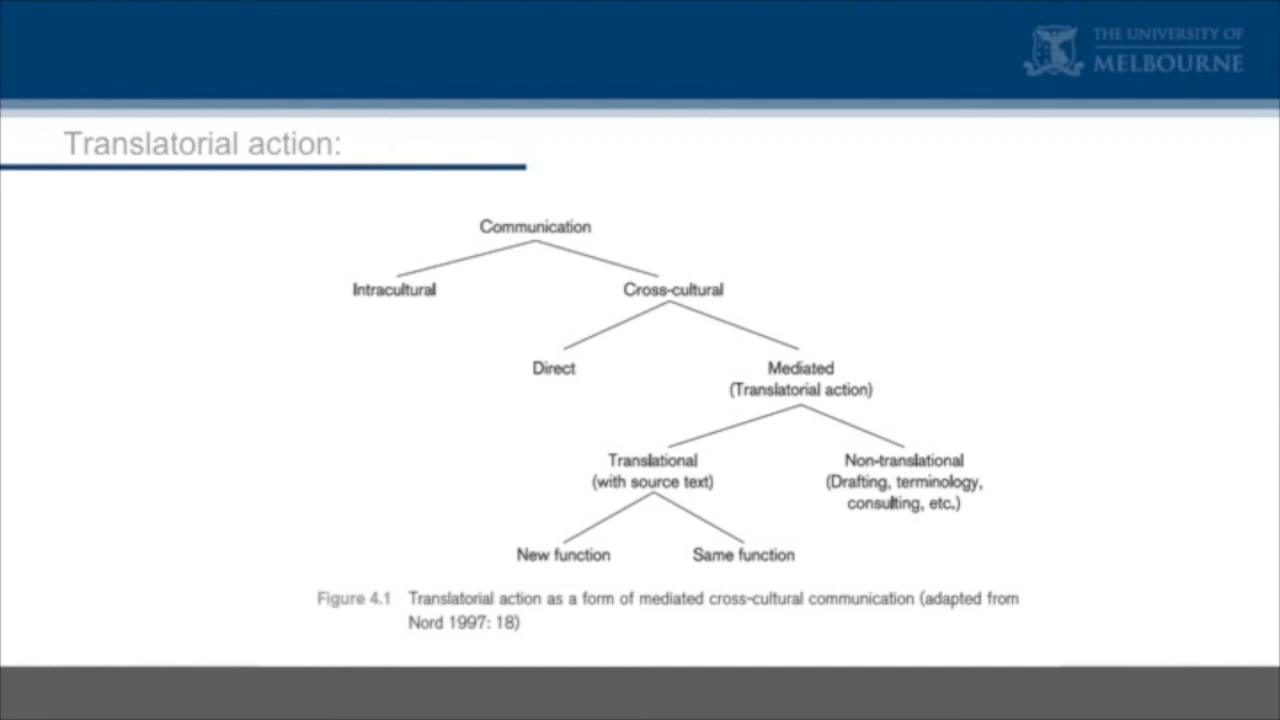 THE UNIVERSITY OF
MELBOURNE
Translatorial action:
Communication
Intracultural
Cross-cultural
Direct
Mediated
(Translatorial action)
Translational
(with source text)
Non-translational
(Drafting, terminology,
consulting, etc.)
New function
Same function
Figure 4.1 Translatorial action as a form of mediated cross-cultural communication (adapted from
Nord 1997: 18)